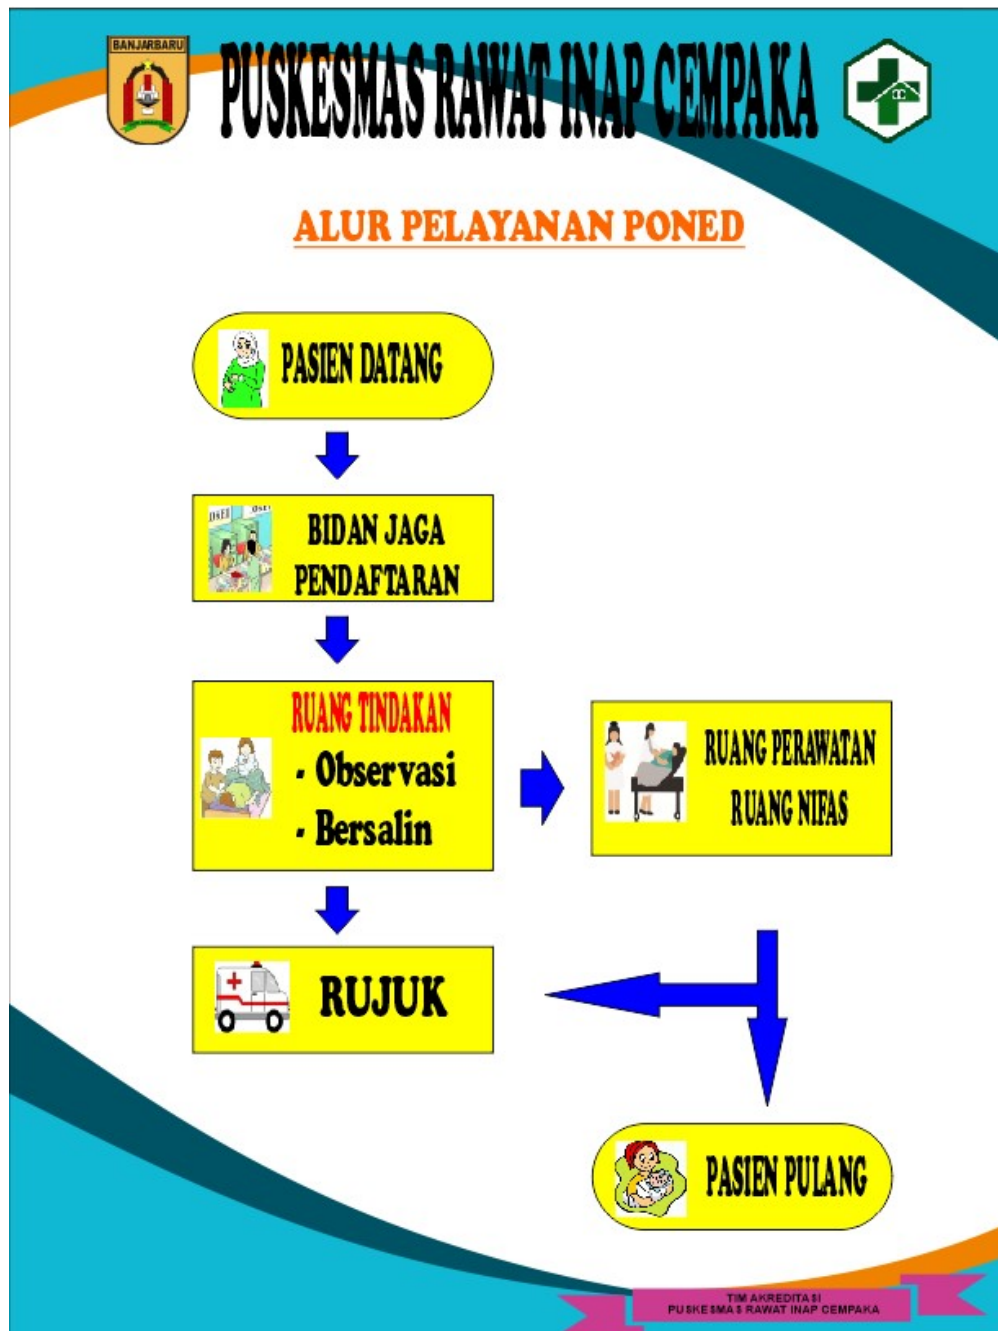 BANJARBARU
PUSKESMAS RAWAT INAP CEMPAKA
ALUR PELAYANAN PONED
PASIEN DATANG
BIDAN JAGA
PENDAFTARAN
RUANG TINDAKAN
- Observasi
- Bersalin
RUANG PERAWATAN
RUANG NIFAS
RUJUK
PASIEN PULANG
TIM AKREDITASI
PUSKESMAS RAWAT INAP CEMPAKA